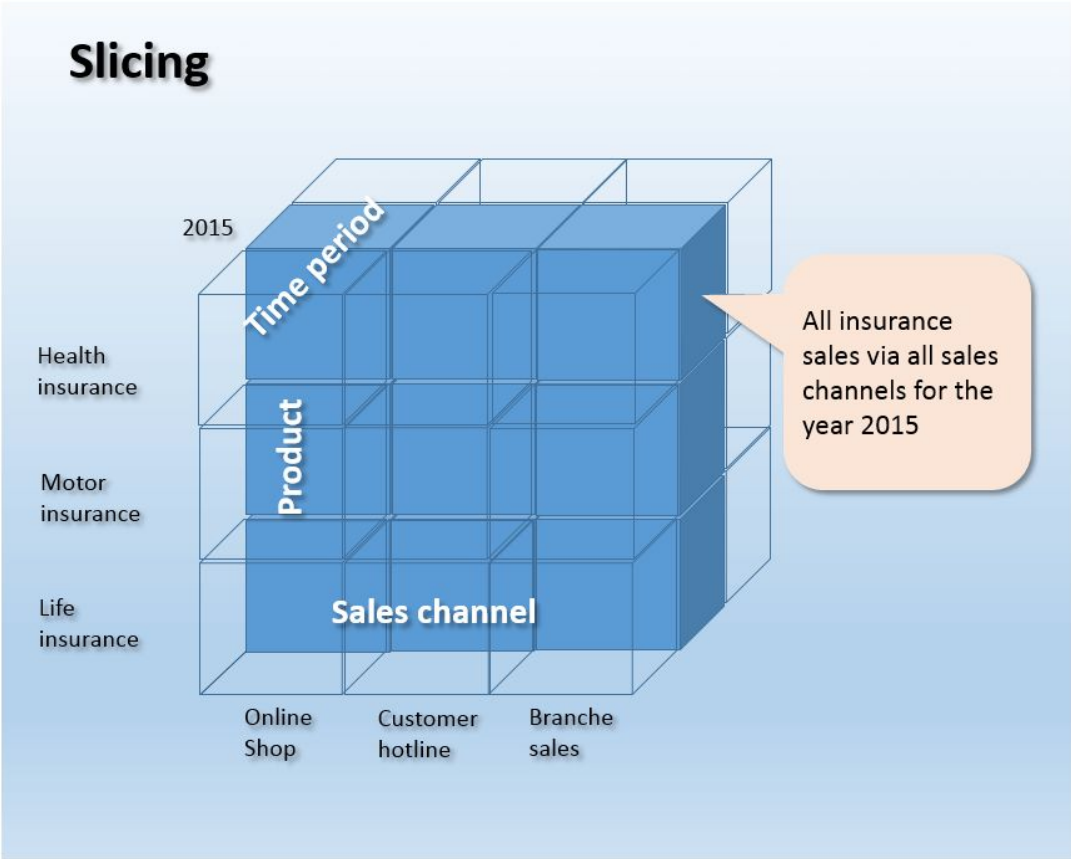 Slicing
2015
Time period
Health
insurance
Product
Motor
insurance
Life
insurance
Sales channel
Online
Shop
Customer
hotline
Branche
sales
All insurance
sales via all sales
channels for the
year 2015